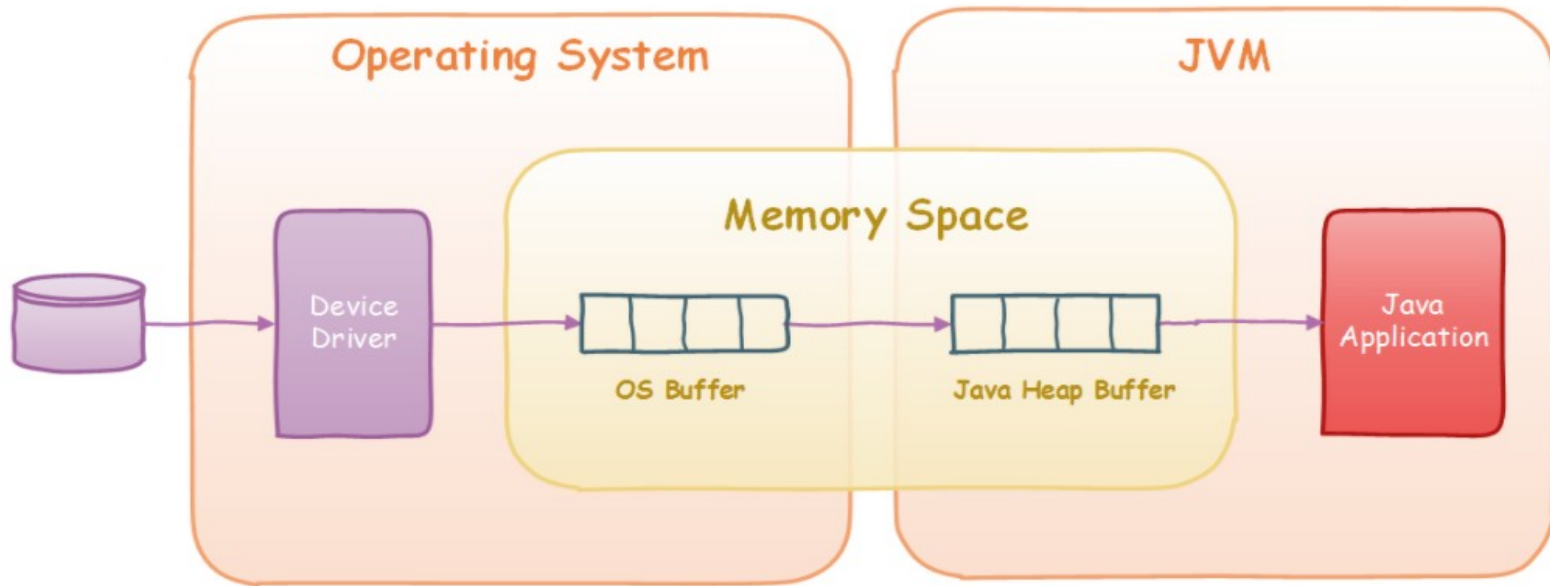 Operating System
JVM
Memory Space
Device
Driver
OS Buffer
Java Heap Buffer
Java
Application